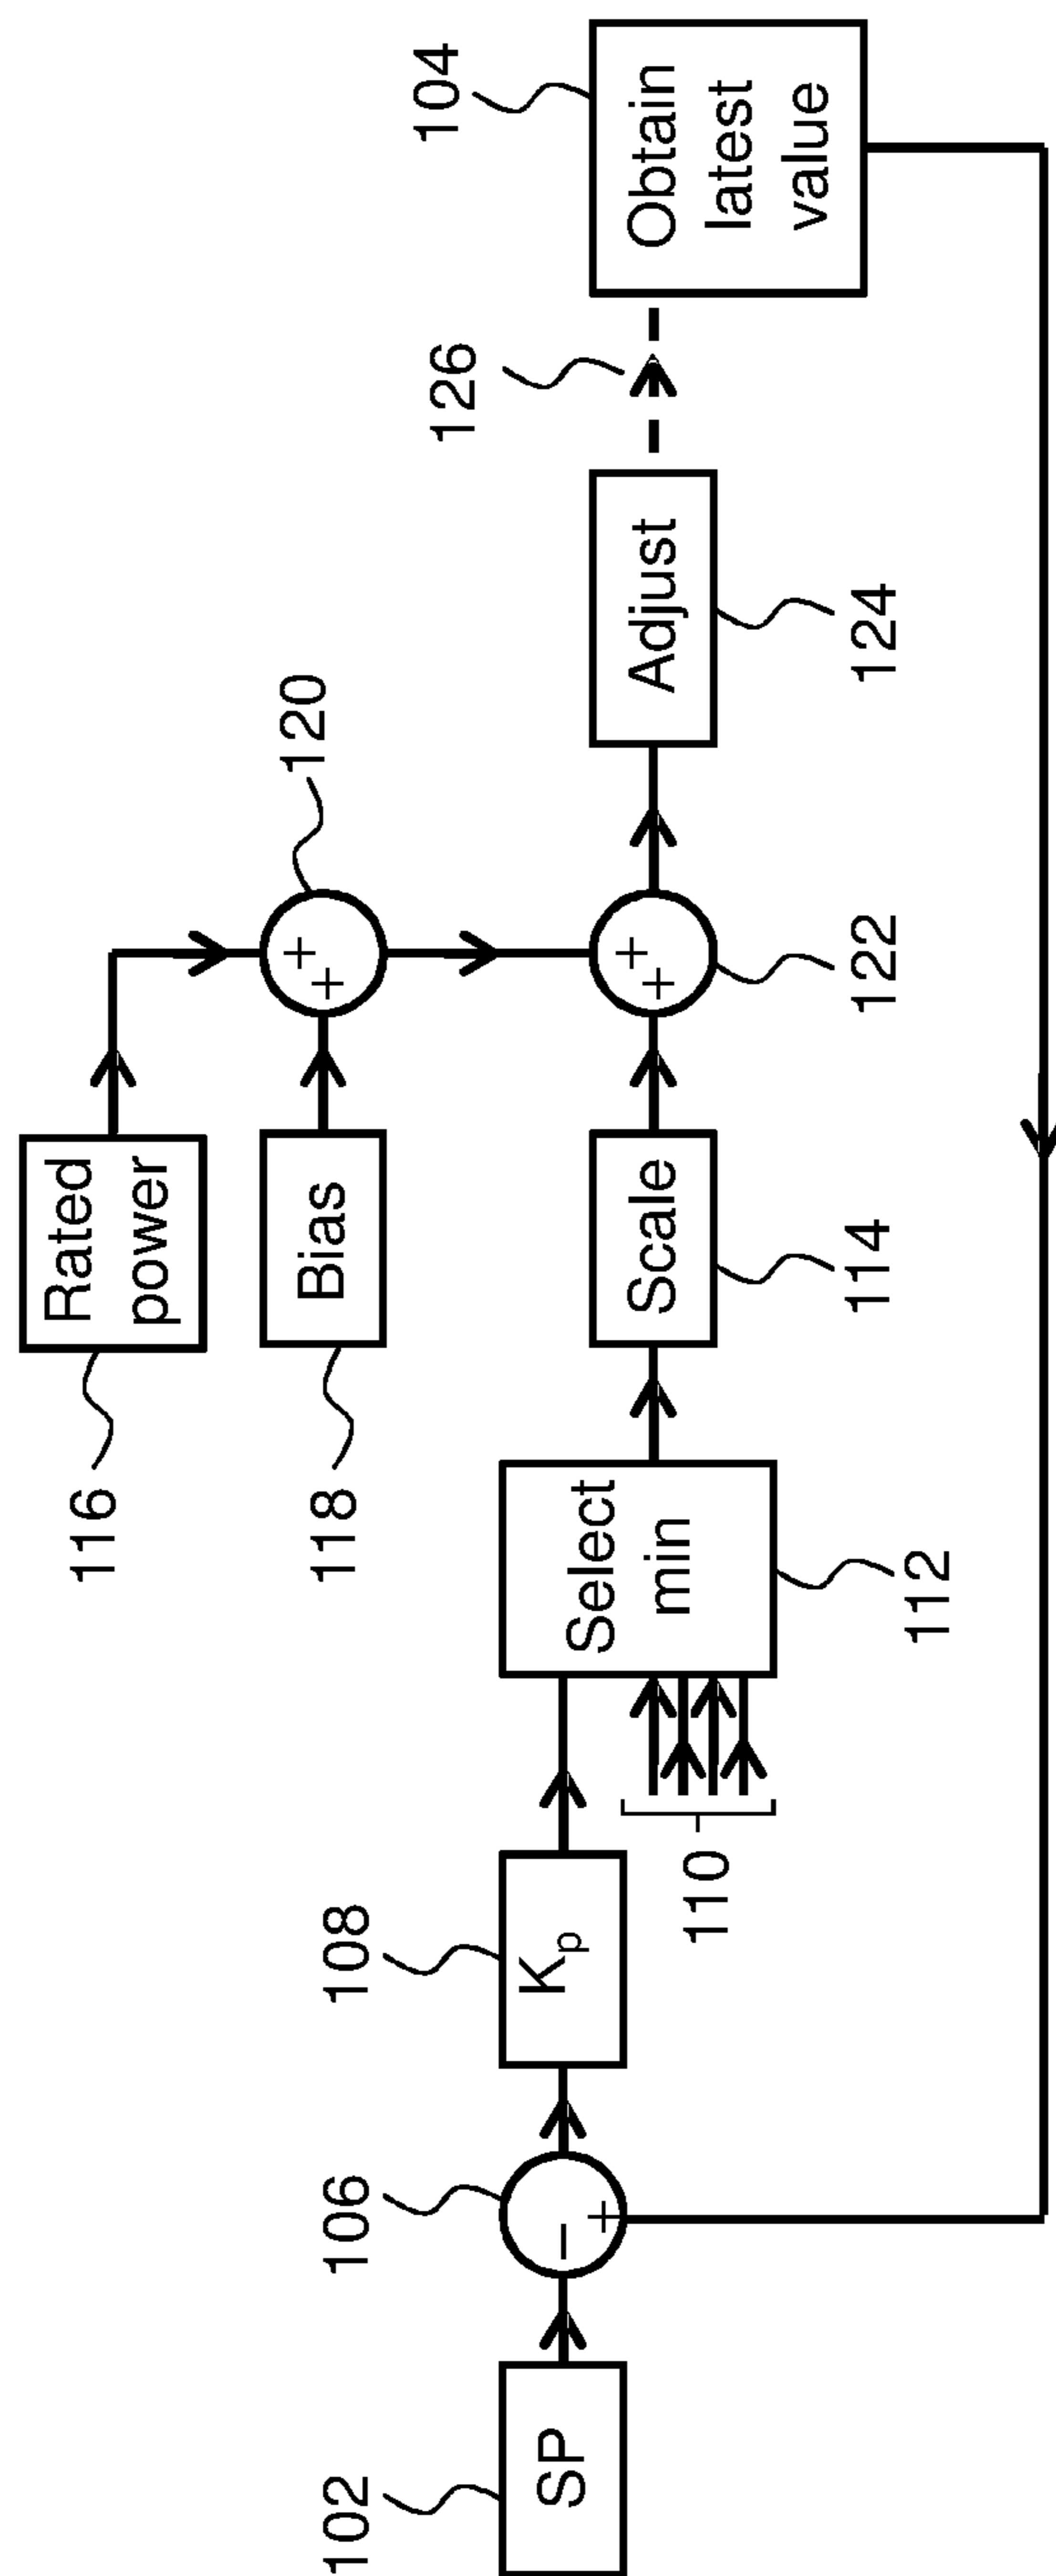 116
Rated
power
120
118
Bias
102
SP
106
−
+
108
Kp
110
Select
min
112
Scale
114
+
+
+
+
122
Adjust
124
126
104
Obtain
latest
value